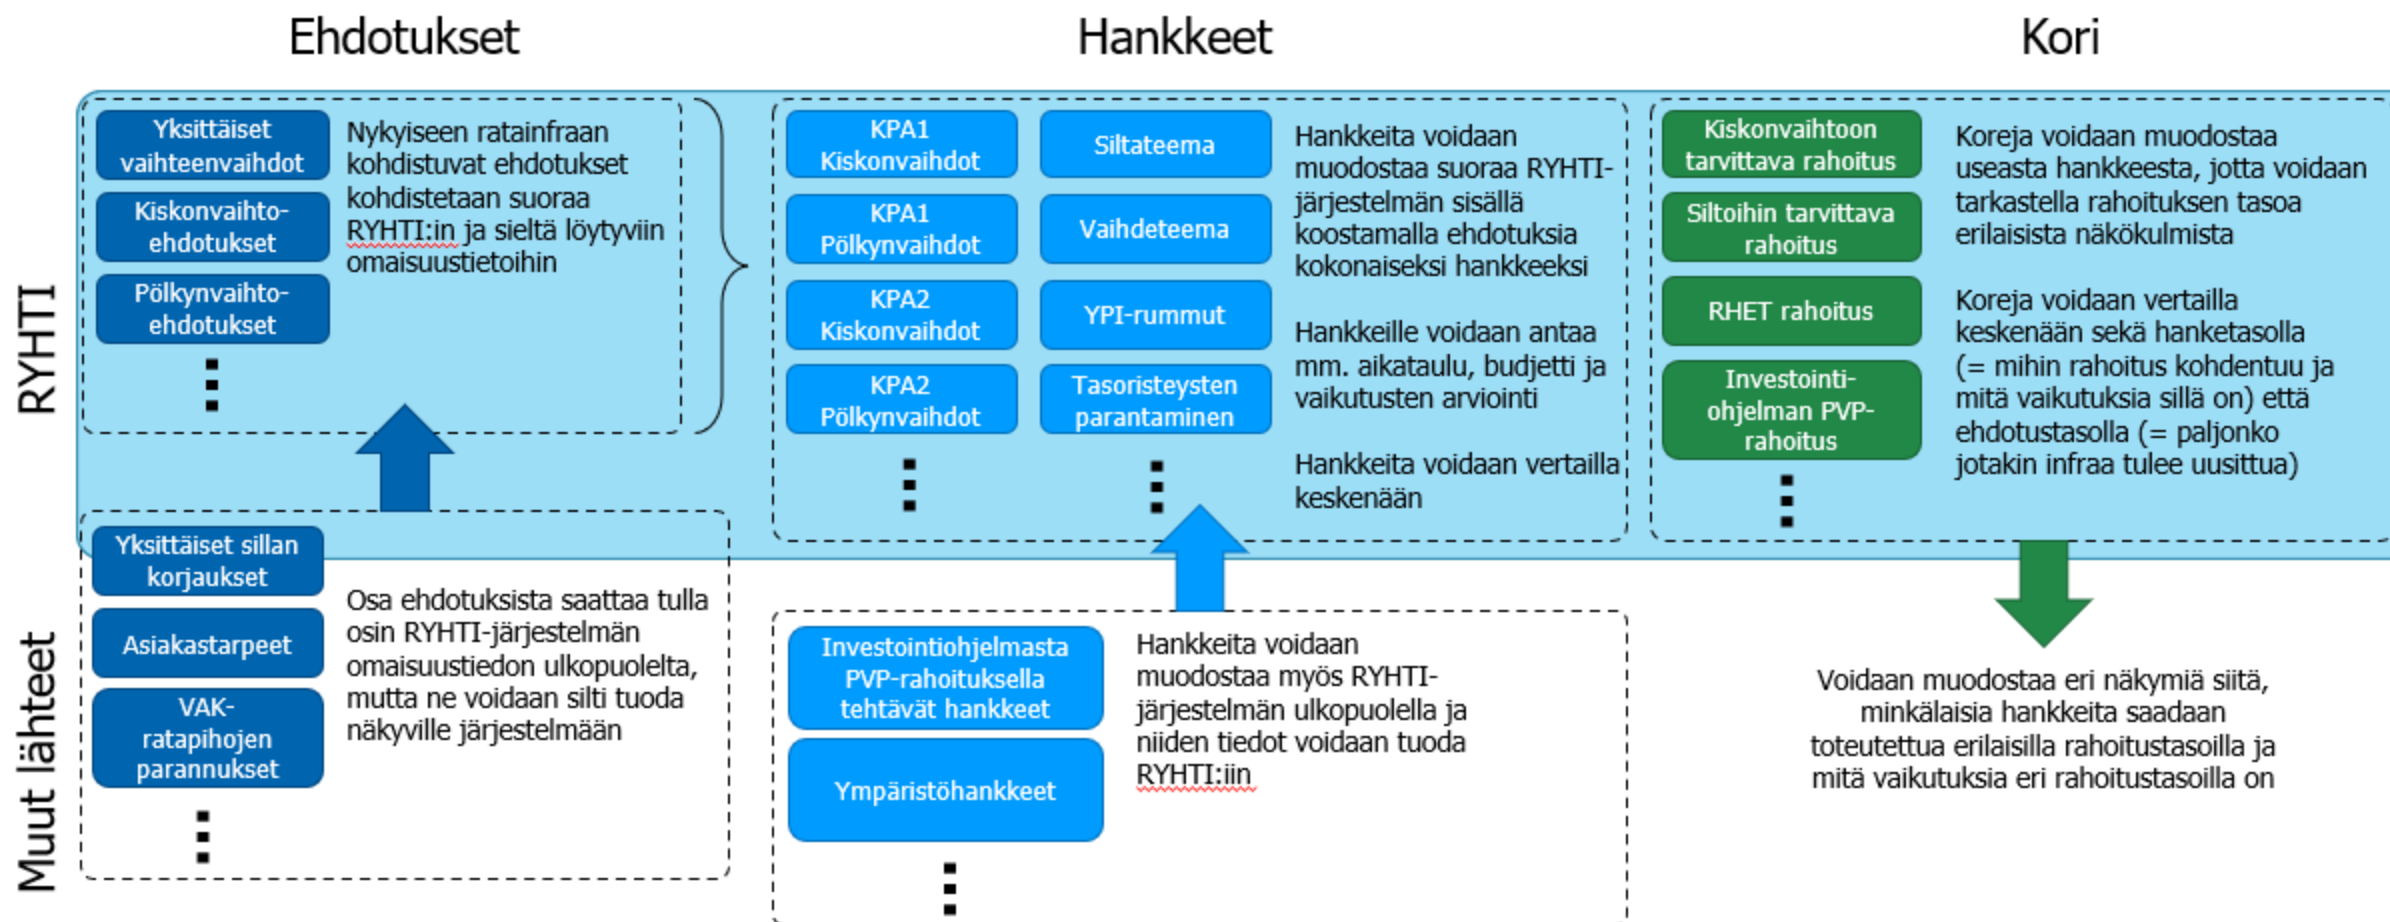 Ehdotukset
Hankkeet
Kori
RYHTI
Yksittäiset
vaihteenvaihdot
Kiskonvaihto-
ehdotukset
Pölkynvaihto-
ehdotukset
Nykyiseen ratainfraan
kohdistuvat ehdotukset
kohdistetaan suoraa
RYHTI:in ja sieltä löytyviin
omaisuustietoihin
KPA1
Kiskonvaihdot
KPA1
Pölkynvaihdot
KPA2
Kiskonvaihdot
KPA2
Pölkynvaihdot
Siltateema
Vaihdeteema
YPI-rummut
Tasoristeysten
parantaminen
Hankkeita voidaan
muodostaa suoraa RYHTI-
järjestelmän sisällä
koostamalla ehdotuksia
kokonaiseksi hankkeeksi
Hankkeille voidaan antaa
mm. aikataulu, budjetti ja
vaikutusten arviointi
Hankkeita voidaan vertailla
keskenään
Kiskonvaihtoon
tarvittava rahoitus
Siltoihin tarvittava
rahoitus
RHET rahoitus
Investointi-
ohjelman PVP-
rahoitus
Koreja voidaan muodostaa
useasta hankkeesta, jotta voidaan
tarkastella rahoituksen tasoa
erilaisista näkökulmista
Koreja voidaan vertailla
keskenään sekä hanketasolla
(= mihin rahoitus kohdentuu ja
mitä vaikutuksia sillä on) että
ehdotustasolla (= paljonko
jotakin infraa tulee uusittua)
Muut lähteet
Yksittäiset sillan
korjaukset
Asiakastarpeet
VAK-
ratapihojen
parannukset
Osa ehdotuksista saattaa tulla
osin RYHTI-järjestelmän
omaisuustiedon ulkopuolelta,
mutta ne voidaan silti tuoda
näkyville järjestelmään
Investointiohjelmasta
PVP-rahoituksella
tehtävät hankkeet
Ympäristöhankkeet
Hankkeita voidaan
muodostaa myös RYHTI-
järjestelmän ulkopuolella ja
niiden tiedot voidaan tuoda
RYHTI:iin
Voidaan muodostaa eri näkymiä siitä,
minkälaisia hankkeita saadaan
toteutettua erilaisilla rahoitustasoilla ja
mitä vaikutuksia eri rahoitustasoilla on